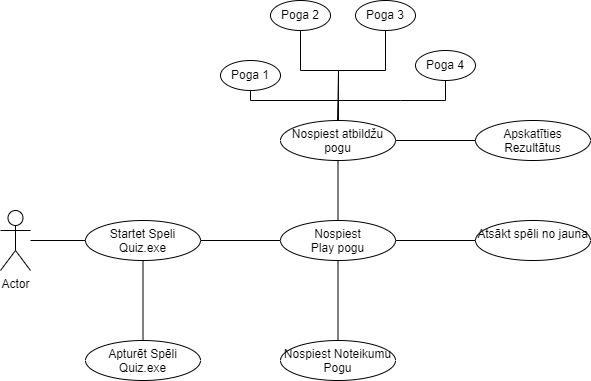 Poga 2
Poga 3
Poga 1
Poga 4
Nospiest atbildžu
pogu
Apskatīties
Rezultātus
Startet Speli
Quiz.exe
Nospiest
Play pogu
Atsākt spēli no jauna
Actor
Apturēt Spēli
Quiz.exe
Nospiest Noteikumu
Pogu